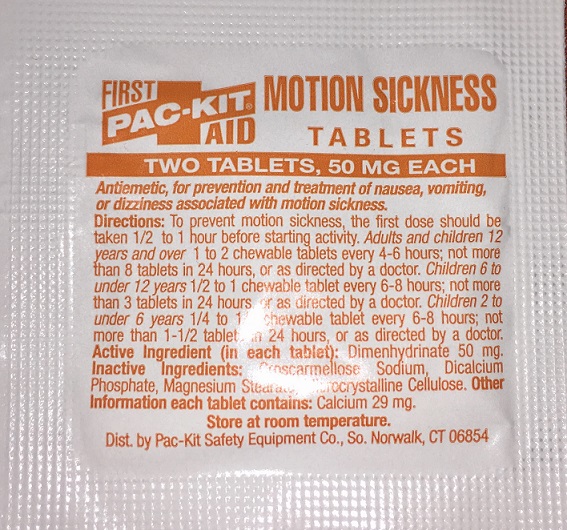 FIRST
PAC-KIT®
AID
MOTION SICKNESS
TABLETS
TWO TABLETS, 50 MG EACH
Antiemetic, for prevention and treatment of nausea, vomiting,
or dizziness associated with motion sickness.
Directions: To prevent motion sickness, the first dose should be
taken 1/2 to 1 hour before starting activity. Adults and children 12
years and over 1 to 2 chewable tablets every 4-6 hours; not more
than 8 tablets in 24 hours, or as directed by a doctor. Children 6 to
under 12 years 1/2 to 1 chewable tablet every 6-8 hours; not more
than 3 tablets in 24 hours or as directed by a doctor. Children 2 to
under 6 years 1/4 to chewable tablet every 6-8 hours; not
more than 1-1/2 tablets in 24 hours, or as directed by a doctor.
Active Ingredient (in each tablet): Dimenhydrinate 50 mg.
Inactive Ingredients: Croscarmellose Sodium, Dicalcium
Phosphate, Magnesium Stearate, Microcrystalline Cellulose. Other
Information each tablet contains: Calcium 29 mg.
Store at room temperature.
Dist. by Pac-Kit Safety Equipment Co., So. Norwalk, CT 06854